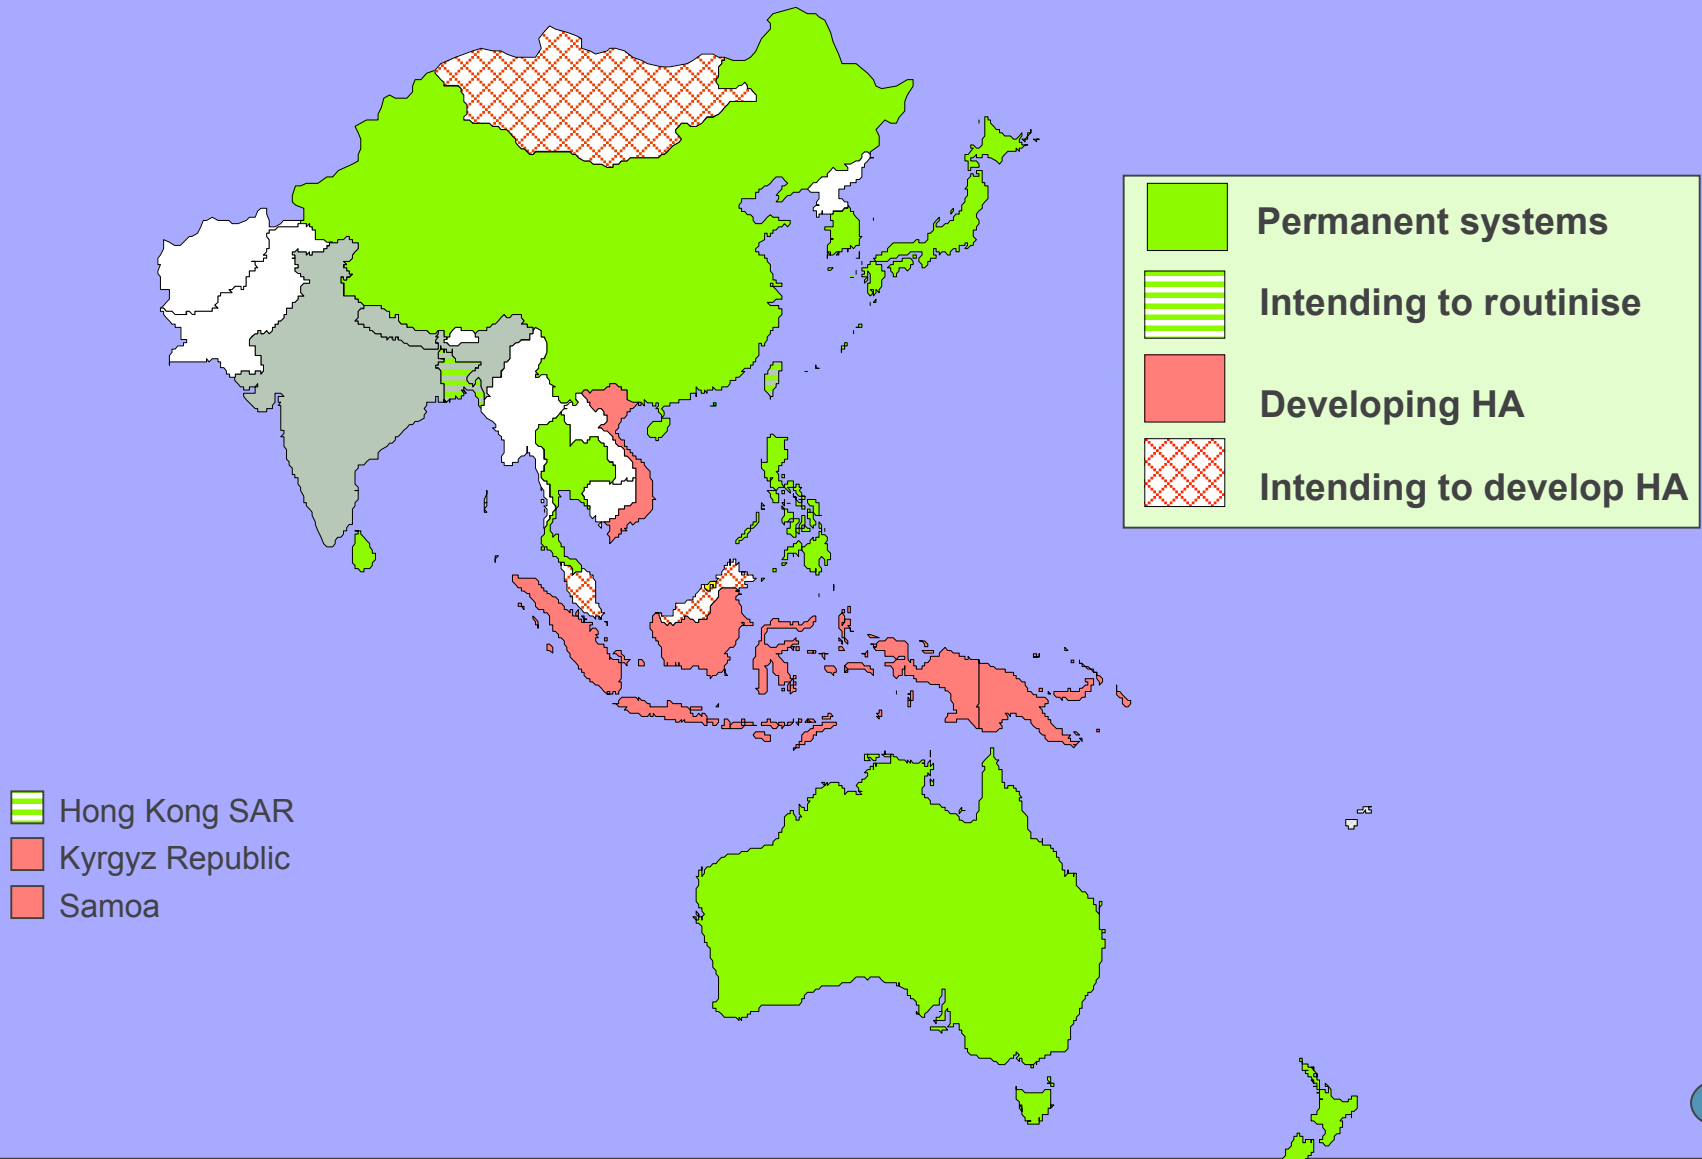 Permanent systems
Intending to routinise
Developing HA
Intending to develop HA
Hong Kong SAR
Kyrgyz Republic
Samoa